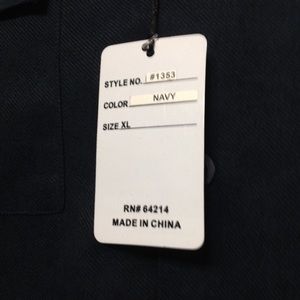 STYLE NO. #1353
COLOR NAVY
SIZE XL
RN# 64214
MADE IN CHINA